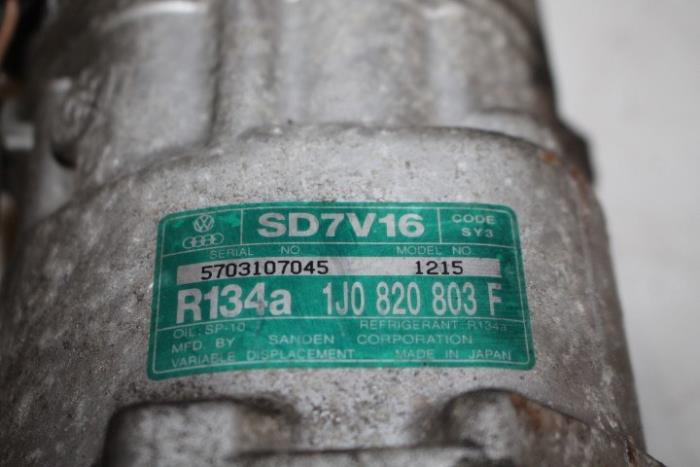 SD7V16 CODE SY3
SERIAL NO. MODEL NO.
5703107045 1215
R134a 1J0 820 803 F
OIL: SP-10 REFRIGERANT R134a
MFD. BY SANDEN CORPORATION
VARIABLE DISPLACEMENT MADE IN JAPAN